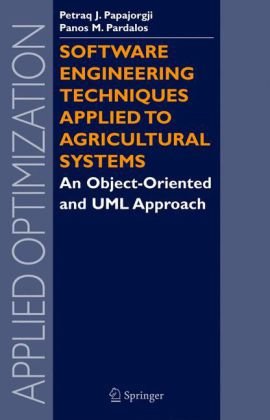 Petraq J. Papajorgji
Panos M. Pardalos
SOFTWARE
ENGINEERING
TECHNIQUES
APPLIED TO
AGRICULTURAL
SYSTEMS
An Object-Oriented
and UML Approach
APPLIED OPTIMIZATION
Springer